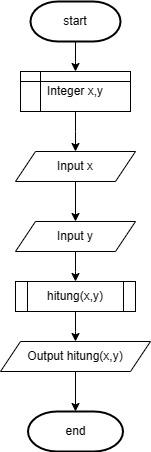 start
Integer x,y
Input x
Input y
hitung(x,y)
Output hitung(x,y)
end